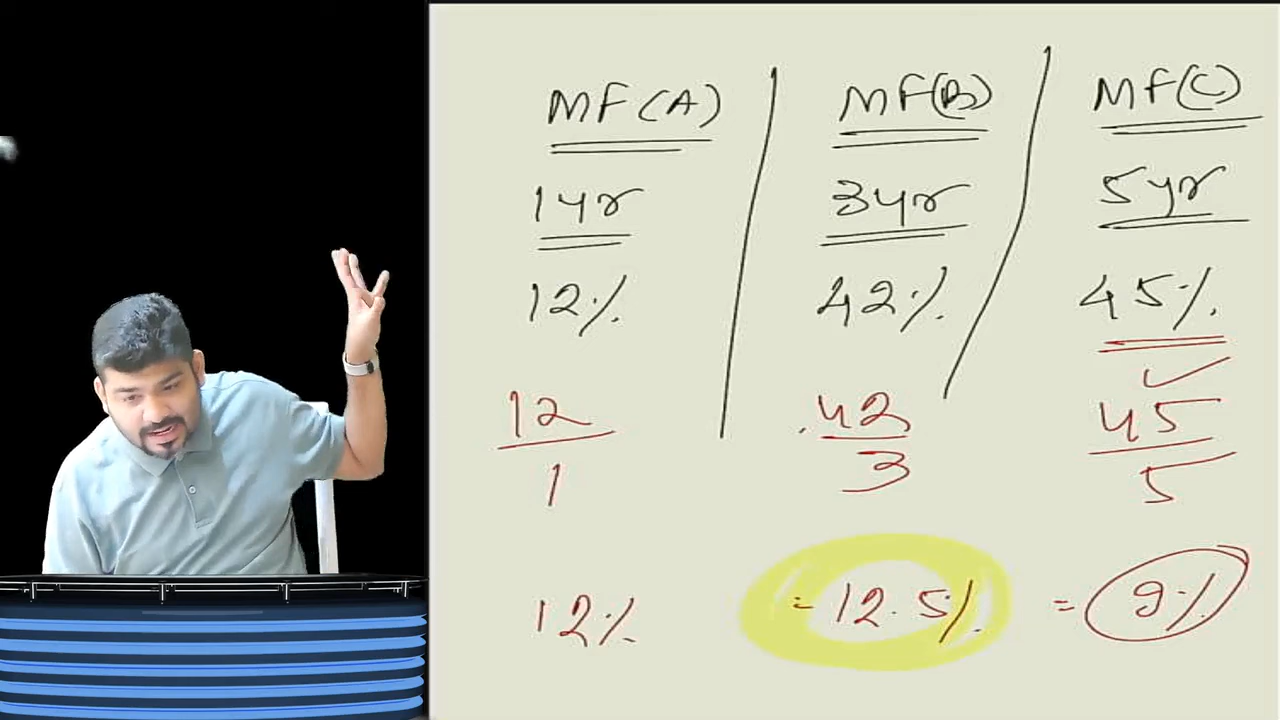 MF(A) MF(B) MF(C)
1yr 3yr 5yr
12% 42% 45%
12 42 45
1 3 5
12% = 12.5% = 9%